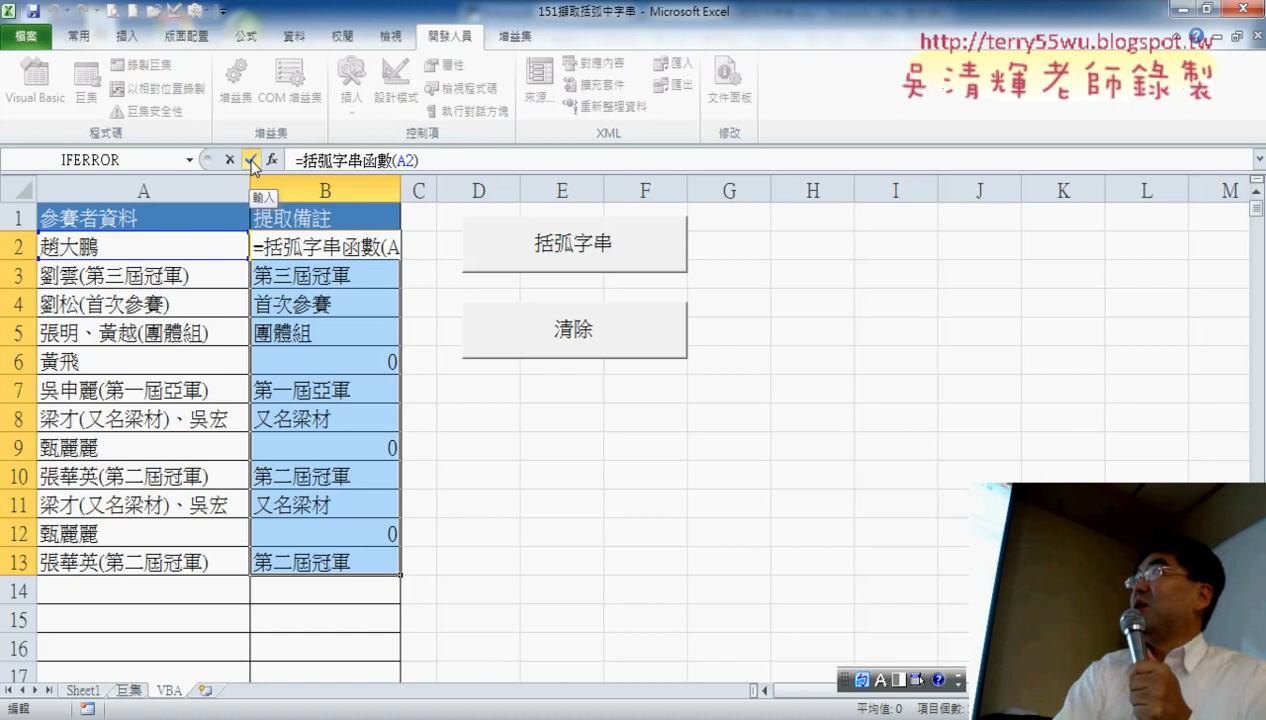 151擷取括弧中字串 - Microsoft Excel
http://terry55wu.blogspot.tw
吳清輝老師錄製
檔案 常用 插入 版面配置 公式 資料 校閱 檢視 開發人員 增益集
Visual Basic 巨集 錄製巨集 以相對位置錄製 巨集安全性 增益集 COM 增益集 插入 設計模式 屬性 檢視程式碼 執行對話方塊 來源... 對應內容 擴充套件 重新整理資料 匯入 匯出 文件面板
程式碼 增益集 控制項 XML 修改
IFERROR =括弧字串函數(A2)
輸入
A B C D E F G H I J K L M
1 參賽者資料 提取備註
2 趙大鵬 =括弧字串函數(A
括弧字串
3 劉雲(第三屆冠軍) 第三屆冠軍
4 劉松(首次參賽) 首次參賽
5 張明、黃越(團體組) 團體組
清除
6 黃飛 0
7 吳申麗(第一屆亞軍) 第一屆亞軍
8 梁才(又名梁材)、吳宏 又名梁材
9 甄麗麗 0
10 張華英(第二屆冠軍) 第二屆冠軍
11 梁才(又名梁材)、吳宏 又名梁材
12 甄麗麗 0
13 張華英(第二屆冠軍) 第二屆冠軍
14
15
16
17
Sheet1 巨集 VBA
編輯 平均值: 0 項目個數: